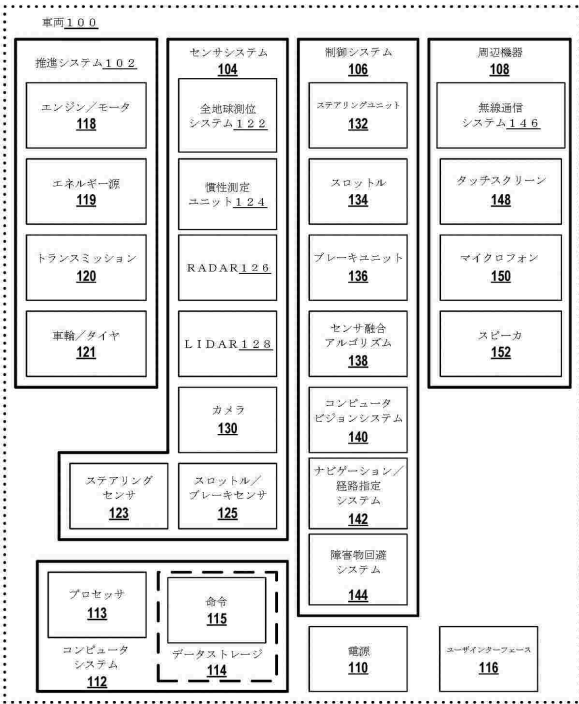 車両１００
推進システム１０２
エンジン／モータ
118
エネルギー源
119
トランスミッション
120
車輪／タイヤ
121
センサシステム
104
全地球測位
システム１２２
慣性測定
ユニット１２４
ＲＡＤＡＲ１２６
ＬＩＤＡＲ１２８
カメラ
130
ステアリング
センサ
123
スロットル／
ブレーキセンサ
125
制御システム
106
ステアリングユニット
132
スロットル
134
ブレーキユニット
136
センサ融合
アルゴリズム
138
コンピュータ
ビジョンシステム
140
ナビゲーション／
経路指定
システム
142
障害物回避
システム
144
周辺機器
108
無線通信
システム１４６
タッチスクリーン
148
マイクロフォン
150
スピーカ
152
プロセッサ
113
コンピュータ
システム
112
命令
115
データストレージ
114
電源
110
ユーザインターフェース
116